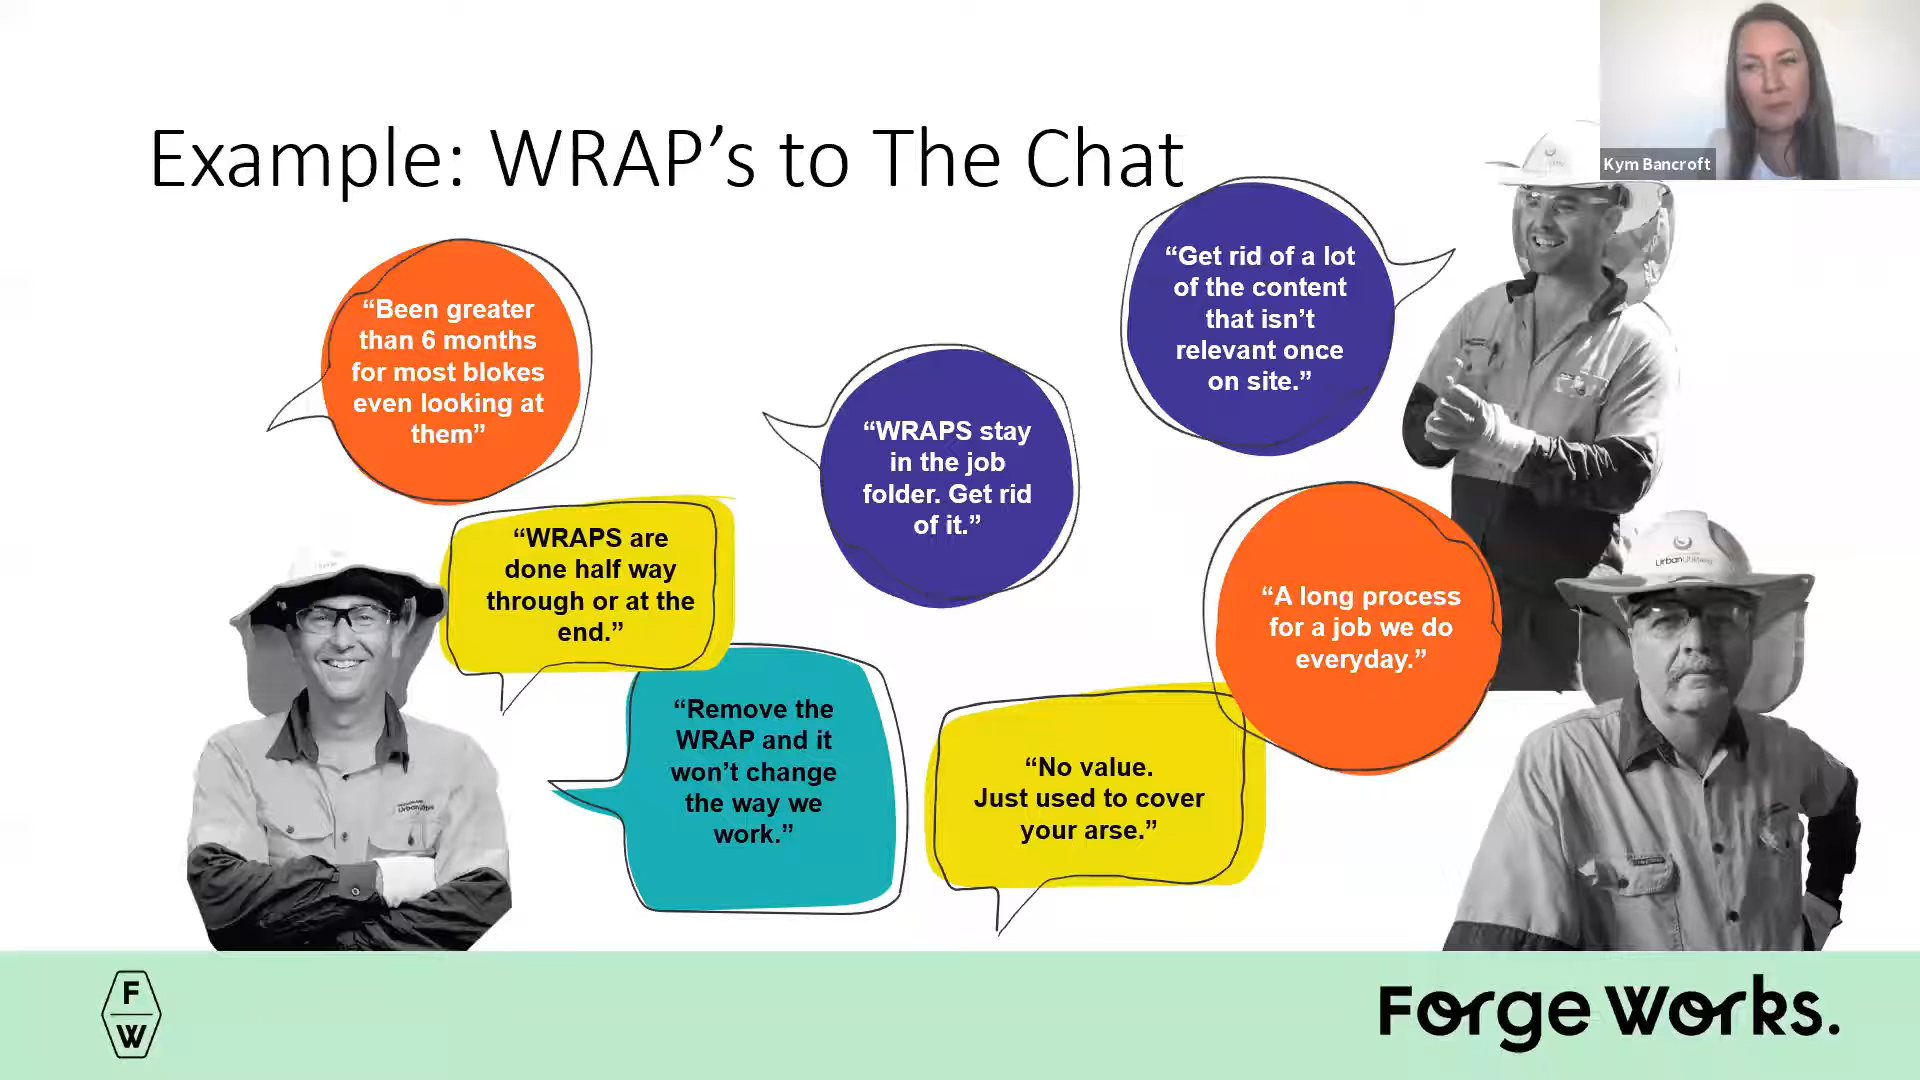 Kym Bancroft
Example: WRAP’s to The Chat
“Get rid of a lot
of the content
that isn’t
relevant once
on site.”
“Been greater
than 6 months
for most blokes
even looking at
them”
“WRAPS stay
in the job
folder. Get rid
of it.”
“WRAPS are
done half way
through or at the
end.”
“A long process
for a job we do
everyday.”
“Remove the
WRAP and it
won’t change
the way we
work.”
“No value.
Just used to cover
your arse.”
UrbanUtilities
F
W
Forge Works.